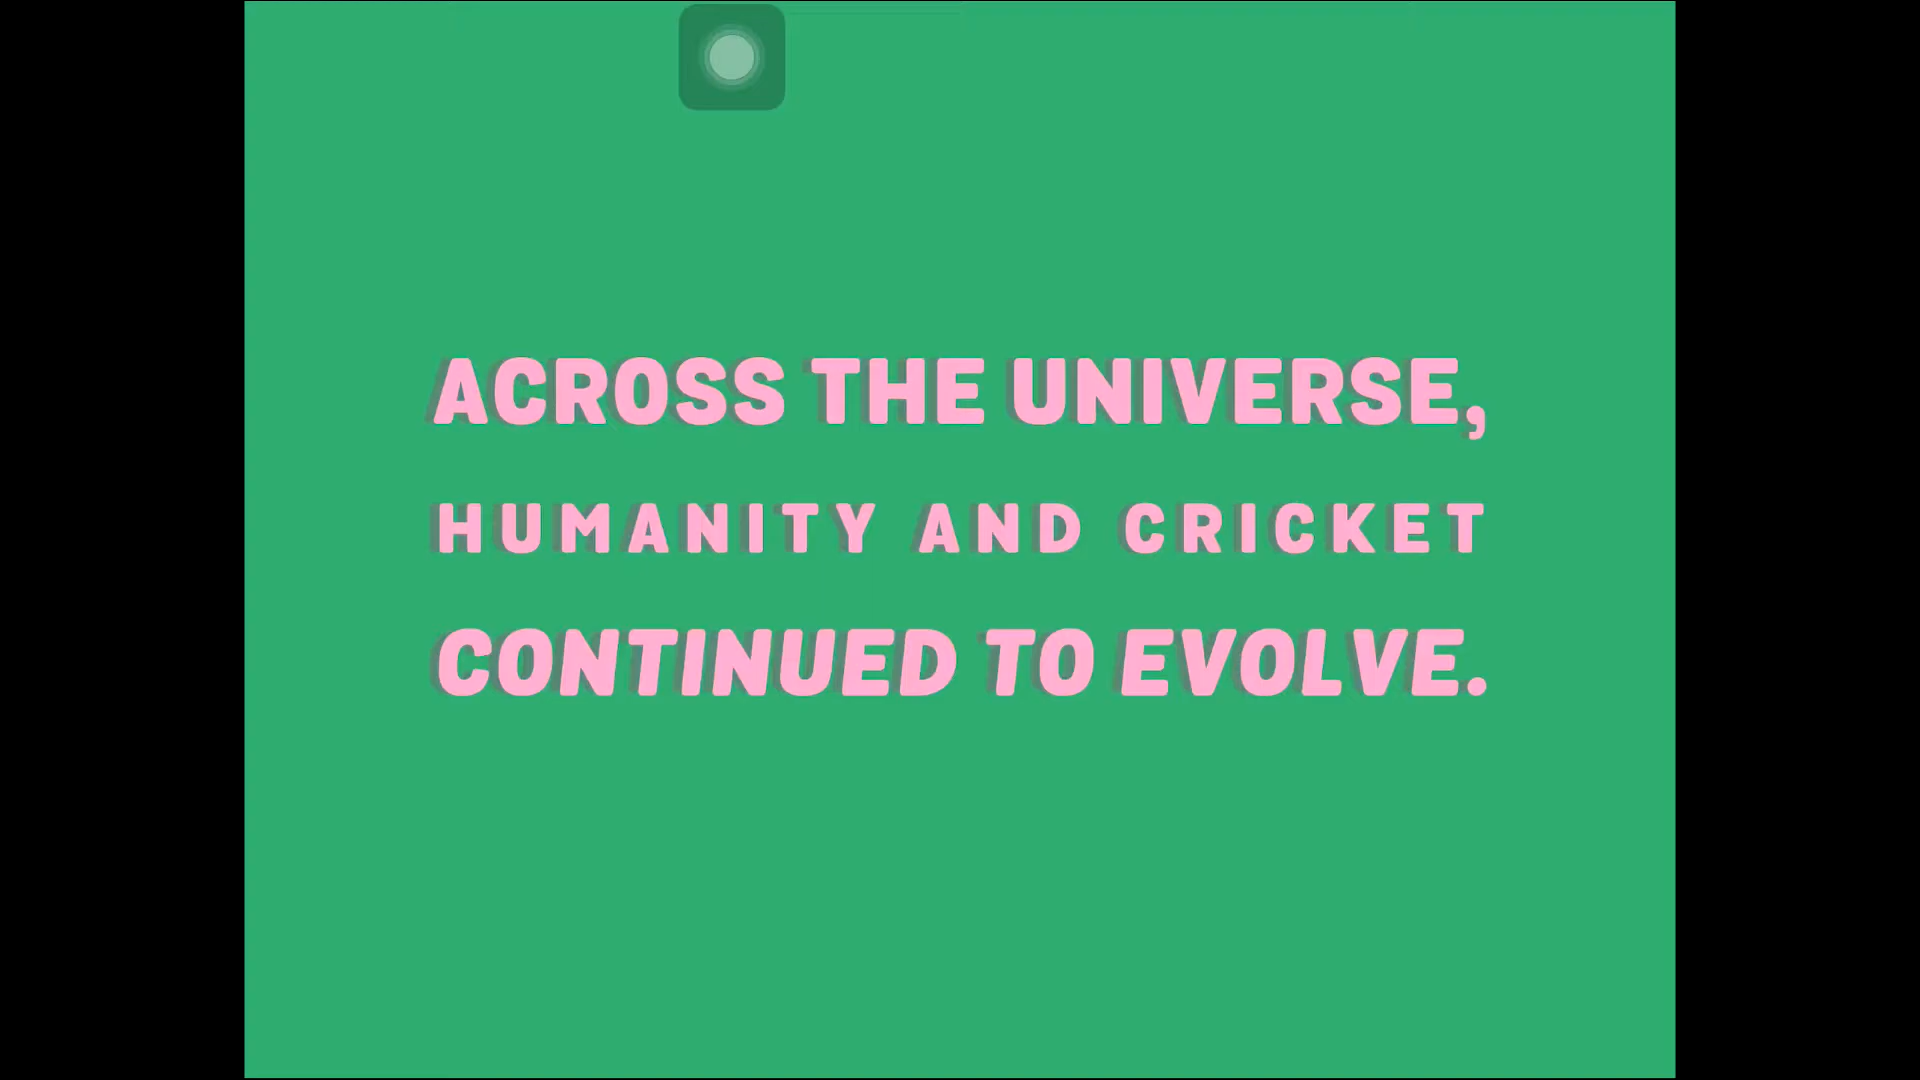 ACROSS THE UNIVERSE,
HUMANITY AND CRICKET
CONTINUED TO EVOLVE.